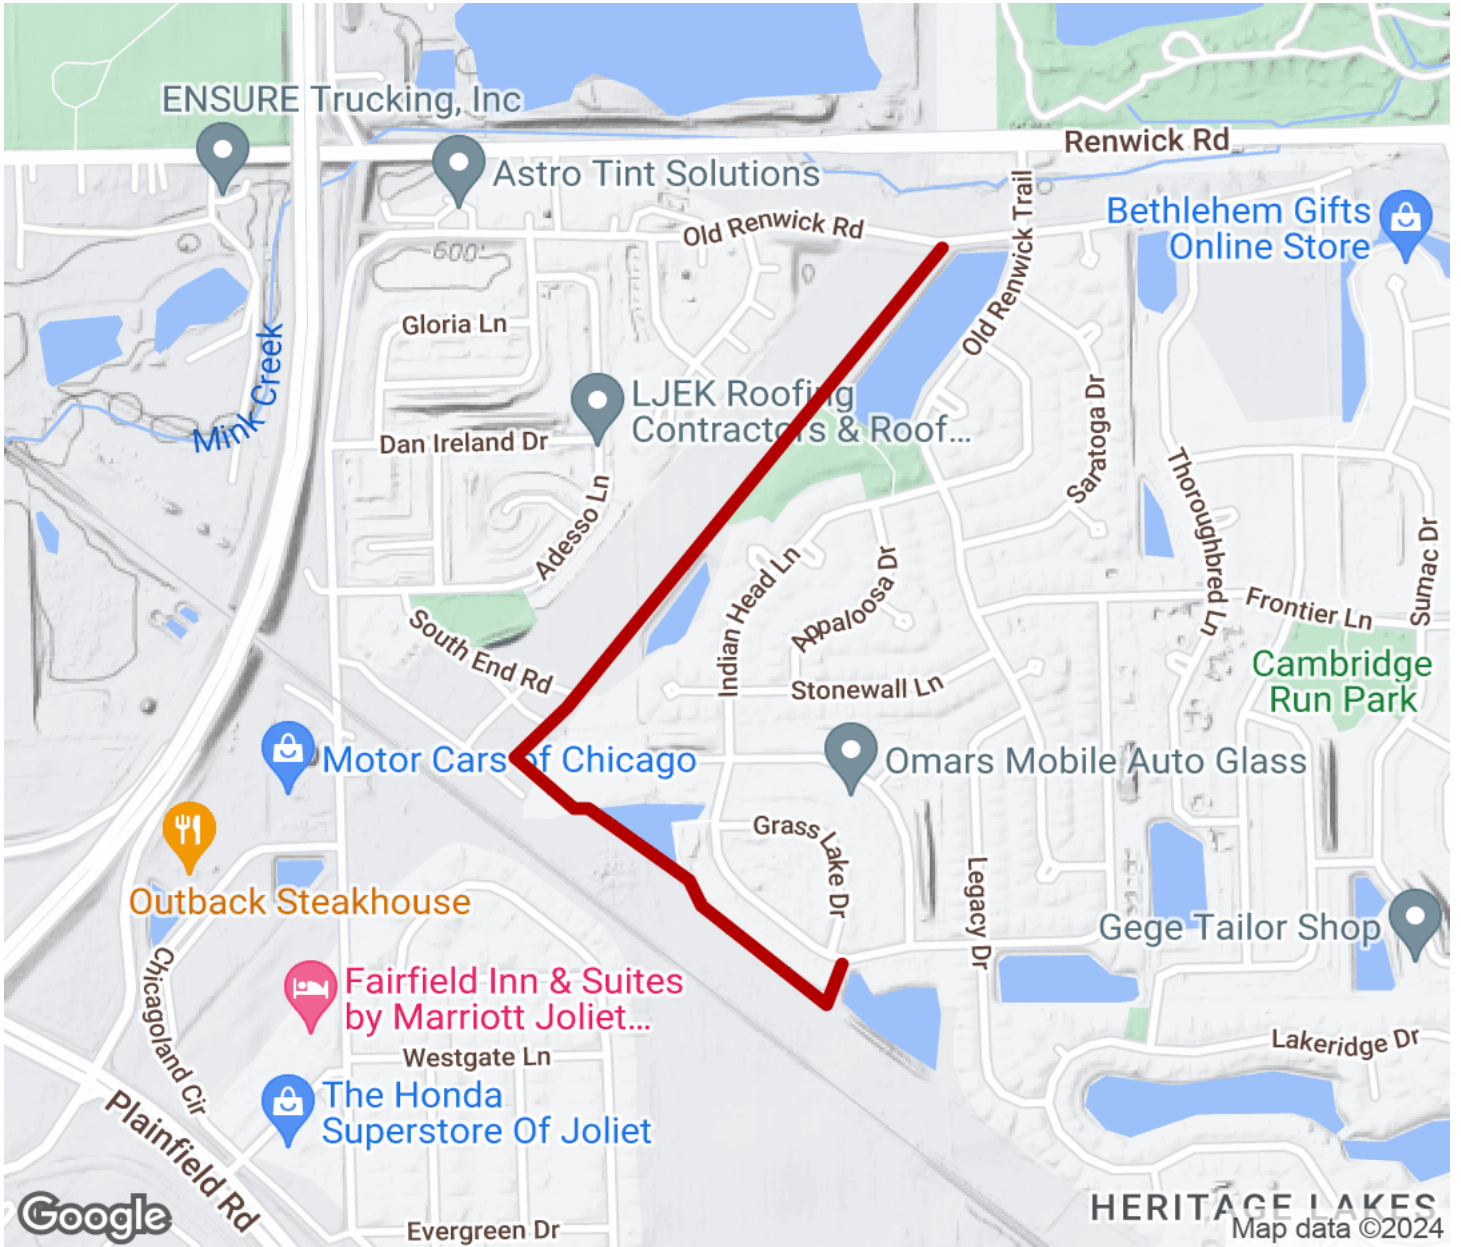 ENSURE Trucking, Inc
Renwick Rd
Astro Tint Solutions
Old Renwick Rd
Old Renwick Trail
Bethlehem Gifts
Online Store
600'
Gloria Ln
Mink Creek
LJEK Roofing
Contractors & Roof...
Dan Ireland Dr
Saratoga Dr
Adesso Ln
Thoroughbred Ln
Sumac Dr
Indian Head Ln
Appaloosa Dr
Frontier Ln
South End Rd
Stonewall Ln
Cambridge
Run Park
Motor Cars of Chicago
Omars Mobile Auto Glass
Grass Lake Dr
Legacy Dr
Outback Steakhouse
Gege Tailor Shop
Chicagoland Cir
Fairfield Inn & Suites
by Marriott Joliet...
Westgate Ln
Lakeridge Dr
The Honda
Superstore Of Joliet
Plainfield Rd
HERITAGE LAKES
Google
Evergreen Dr
Map data ©2024